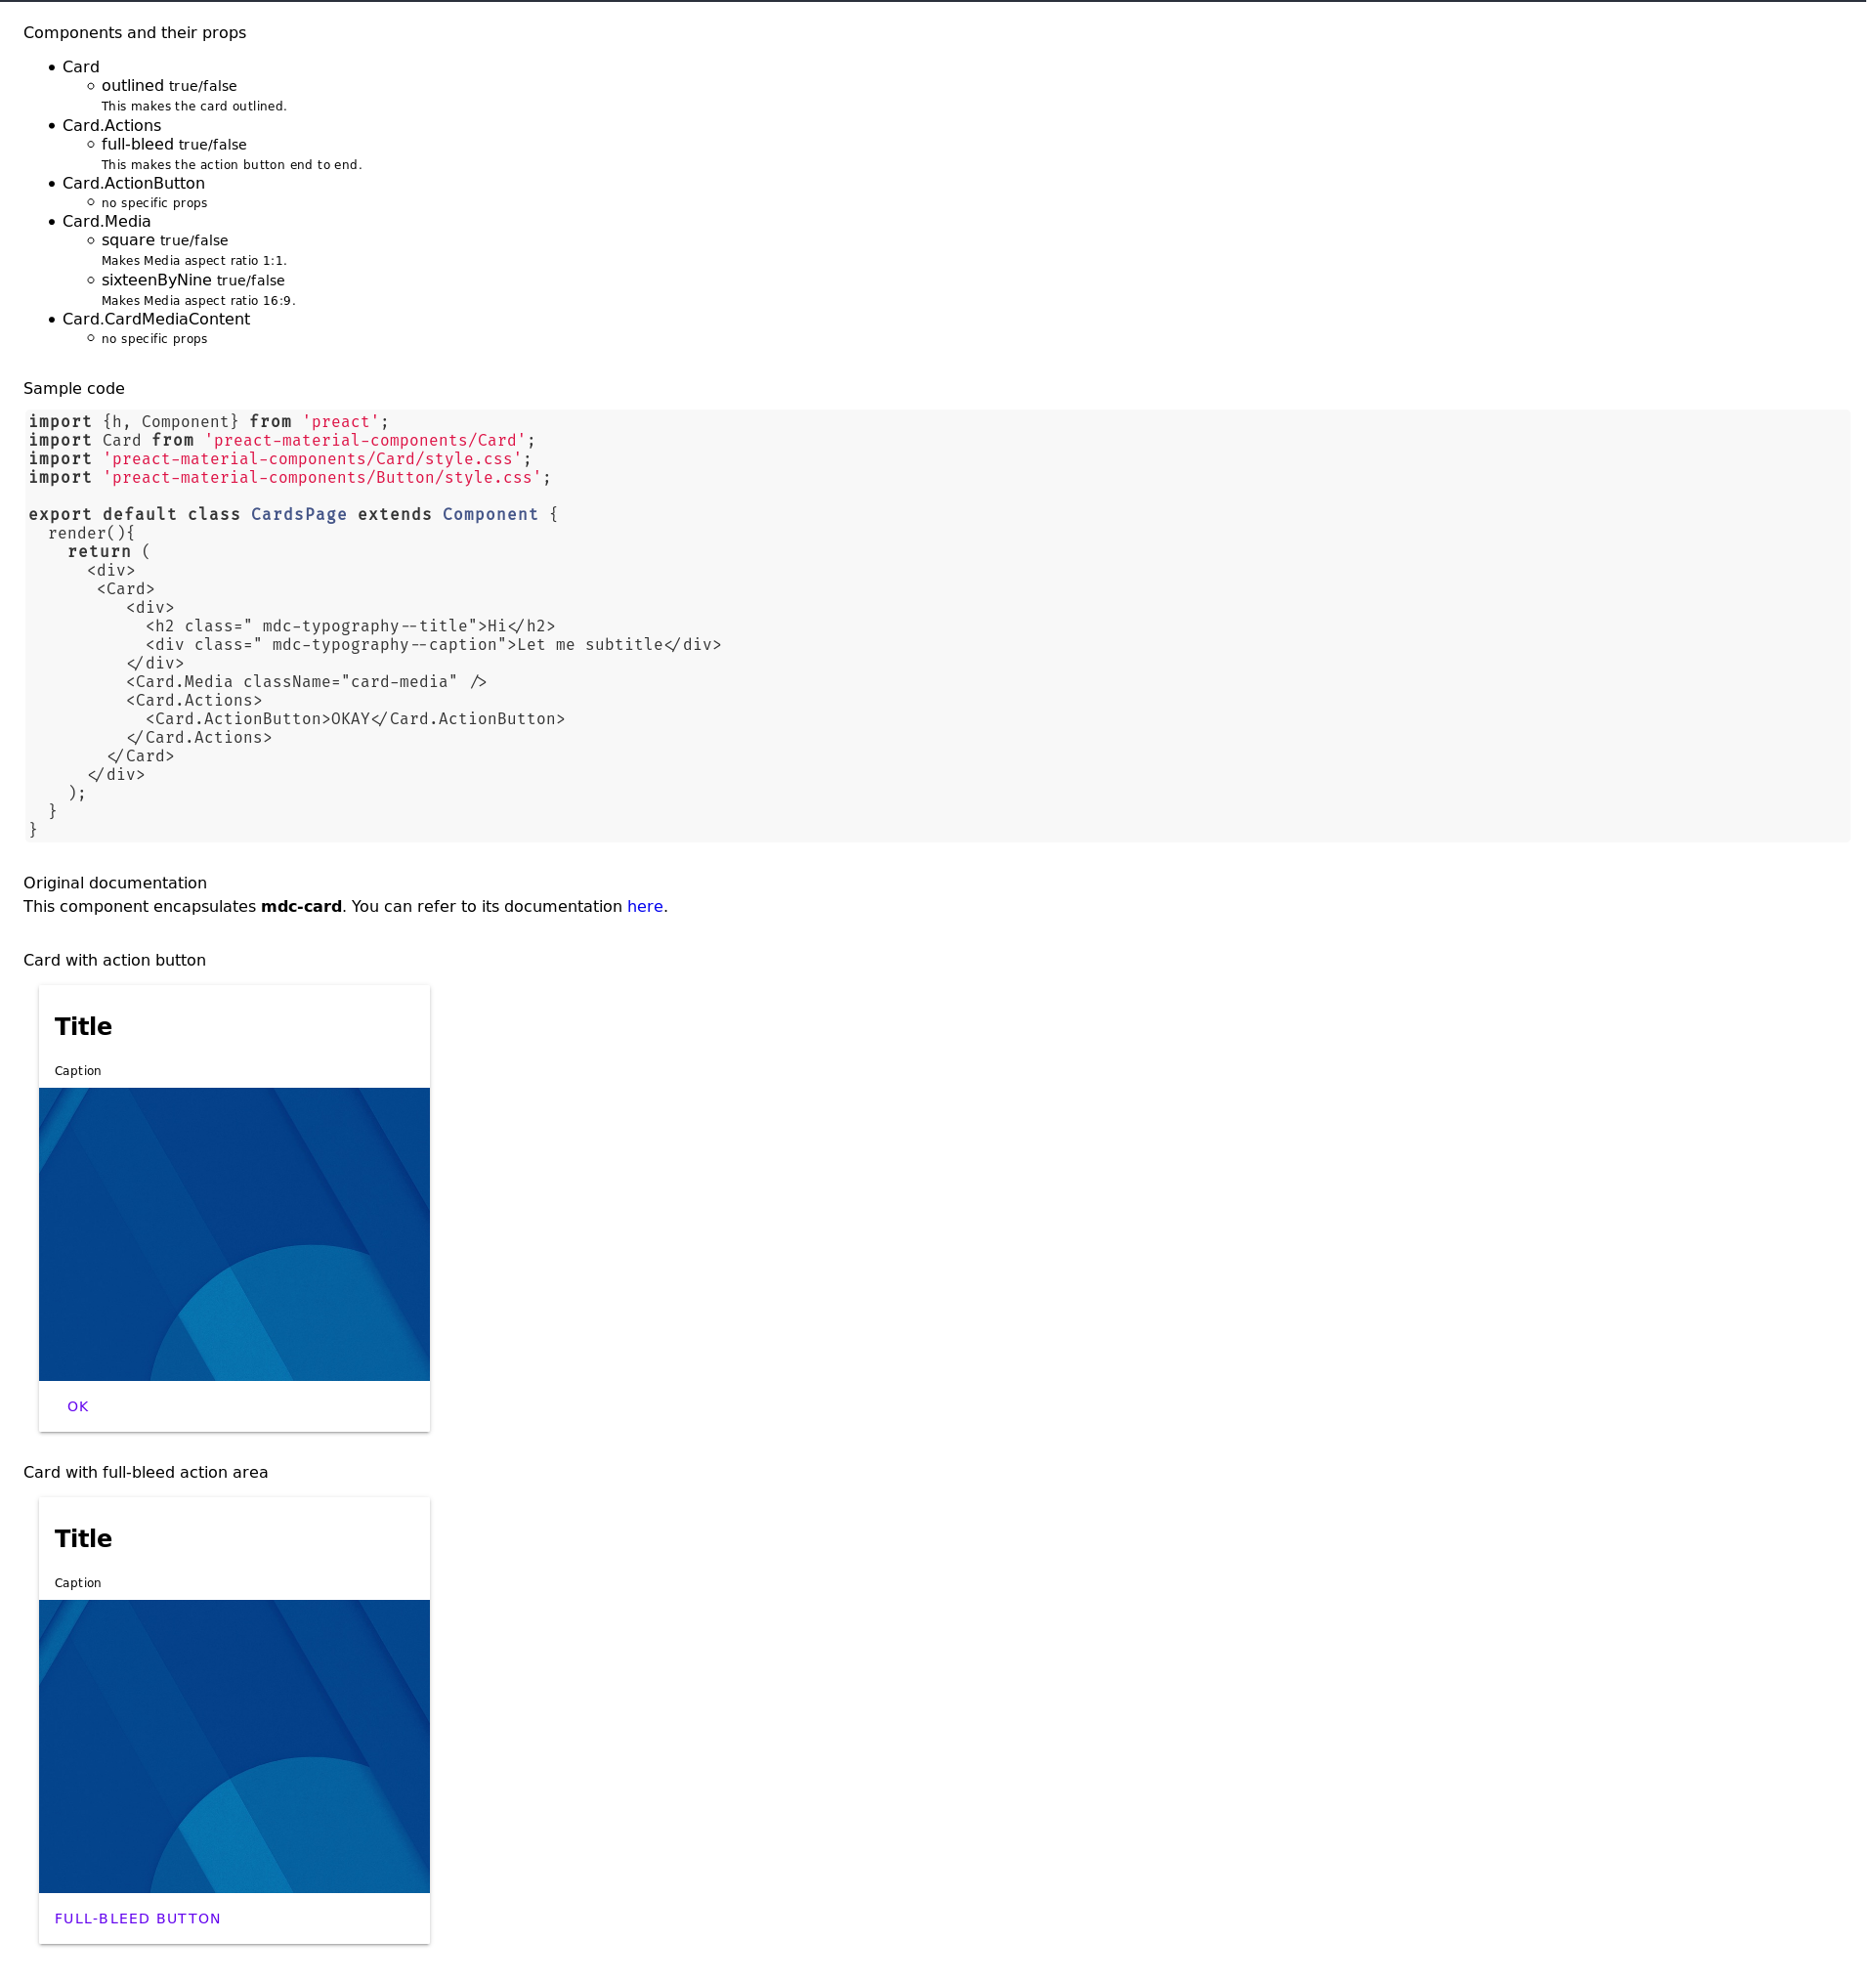 Components and their props
Card
outlined true/false
This makes the card outlined.
Card.Actions
full-bleed true/false
This makes the action button end to end.
Card.ActionButton
no specific props
Card.Media
square true/false
Makes Media aspect ratio 1:1.
sixteenByNine true/false
Makes Media aspect ratio 16:9.
Card.CardMediaContent
no specific props
Sample code
import {h, Component} from 'preact';
import Card from 'preact-material-components/Card';
import 'preact-material-components/Card/style.css';
import 'preact-material-components/Button/style.css';
export default class CardsPage extends Component {
render(){
return (
<div>
<Card>
<div>
<h2 class=" mdc-typography--title">Hi</h2>
<div class=" mdc-typography--caption">Let me subtitle</div>
</div>
<Card.Media className="card-media" />
<Card.Actions>
<Card.ActionButton>OKAY</Card.ActionButton>
</Card.Actions>
</Card>
</div>
);
}
}
Original documentation
This component encapsulates mdc-card. You can refer to its documentation here.
Card with action button
Title
Caption
OK
Card with full-bleed action area
Title
Caption
FULL-BLEED BUTTON